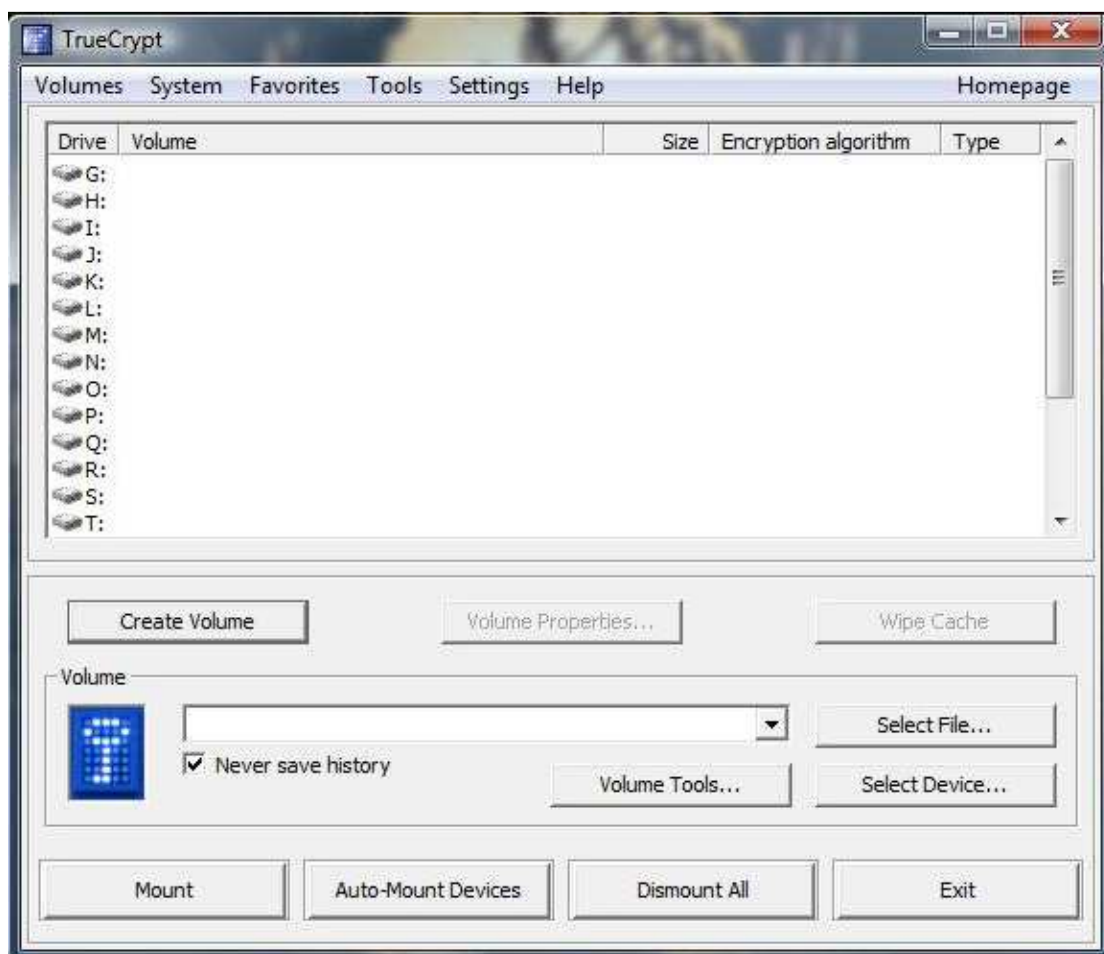 TrueCrypt
Volumes System Favorites Tools Settings Help Homepage
Drive Volume Size Encryption algorithm Type
G:
H:
I:
J:
K:
L:
M:
N:
O:
P:
Q:
R:
S:
T:
Create Volume Volume Properties... Wipe Cache
Volume
Select File...
Never save history
Volume Tools... Select Device...
Mount Auto-Mount Devices Dismount All Exit